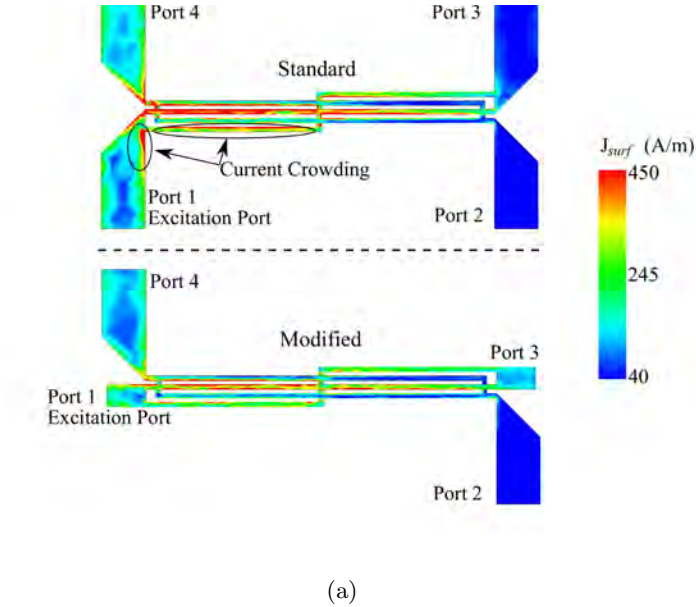 Port 4
Port 3
Standard
Current Crowding
Port 1
Excitation Port
Port 2
J_surf (A/m)
450
245
40
Port 4
Modified
Port 3
Port 1
Excitation Port
Port 2
(a)